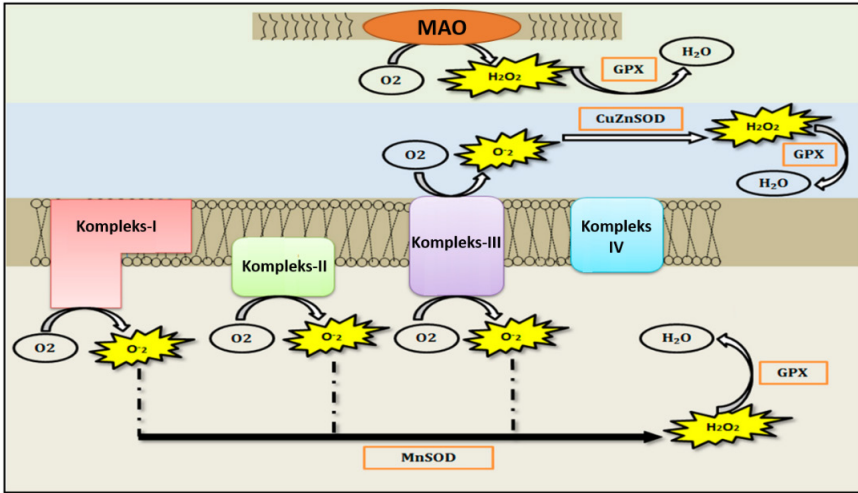 MAO
O2
H₂O₂
GPX
H₂O
O2
O⁻₂
CuZnSOD
H₂O₂
GPX
H₂O
Kompleks-I
Kompleks-II
Kompleks-III
Kompleks
IV
O2
O⁻₂
O2
O⁻₂
O2
O⁻₂
H₂O
GPX
H₂O₂
MnSOD